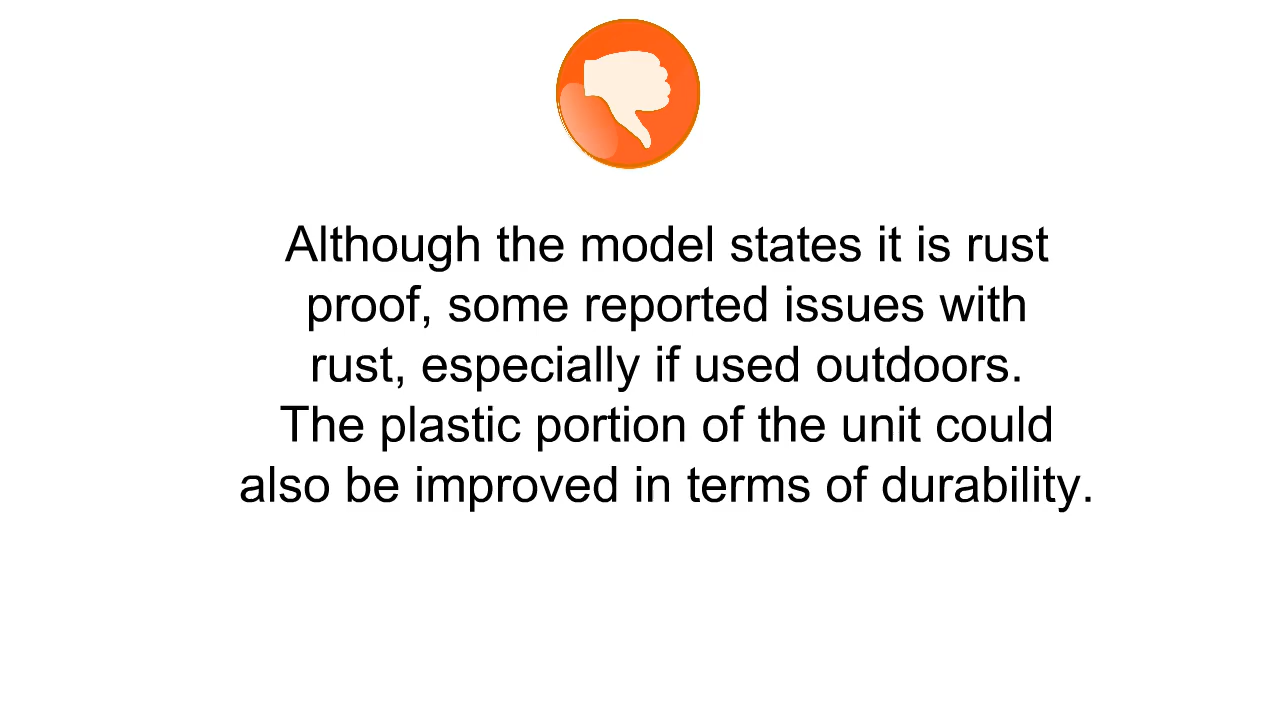 Although the model states it is rust
proof, some reported issues with
rust, especially if used outdoors.
The plastic portion of the unit could
also be improved in terms of durability.